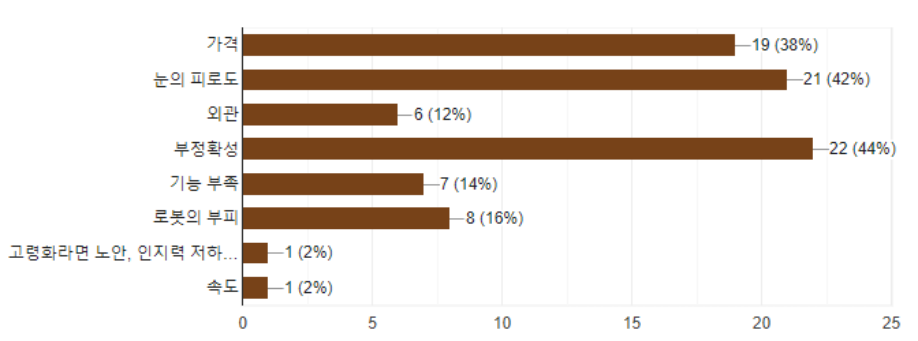 가격 19 (38%)
눈의 피로도 21 (42%)
외관 6 (12%)
부정확성 22 (44%)
기능 부족 7 (14%)
로봇의 부피 8 (16%)
고령화라면 노안, 인지력 저하... 1 (2%)
속도 1 (2%)
0 5 10 15 20 25